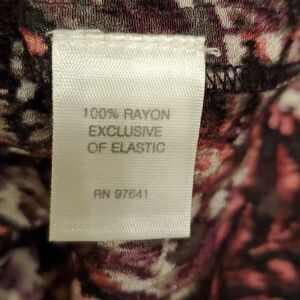 100% RAYON
EXCLUSIVE
OF ELASTIC
RN 97641